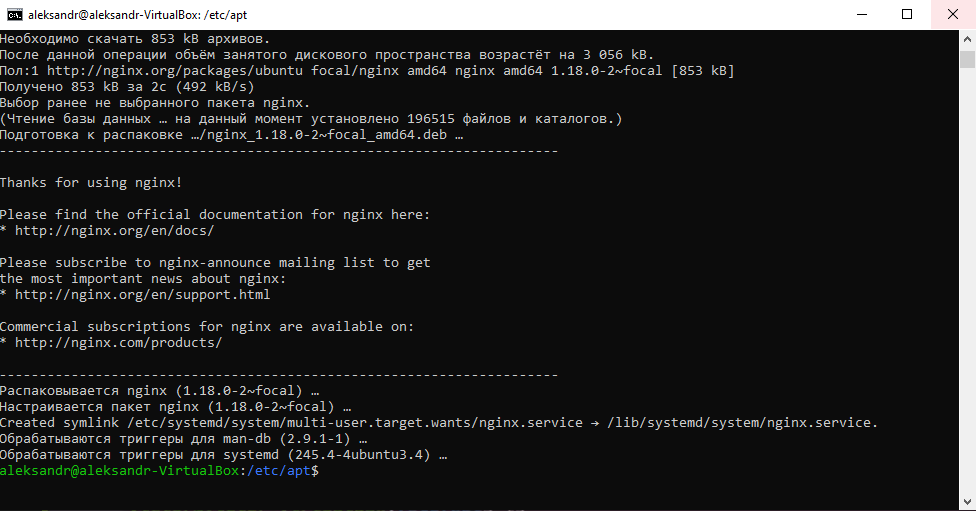 aleksandr@aleksandr-VirtualBox: /etc/apt
Необходимо скачать 853 kB архивов.
После данной операции объём занятого дискового пространства возрастёт на 3 056 kB.
Пол:1 http://nginx.org/packages/ubuntu focal/nginx amd64 nginx amd64 1.18.0-2~focal [853 kB]
Получено 853 kB за 2с (492 kB/s)
Выбор ранее не выбранного пакета nginx.
(Чтение базы данных … на данный момент установлено 196515 файлов и каталогов.)
Подготовка к распаковке …/nginx_1.18.0-2~focal_amd64.deb …
----------------------------------------------------------------------
Thanks for using nginx!
Please find the official documentation for nginx here:
* http://nginx.org/en/docs/
Please subscribe to nginx-announce mailing list to get
the most important news about nginx:
* http://nginx.org/en/support.html
Commercial subscriptions for nginx are available on:
* http://nginx.com/products/
----------------------------------------------------------------------
Распаковывается nginx (1.18.0-2~focal) …
Настраивается пакет nginx (1.18.0-2~focal) …
Created symlink /etc/systemd/system/multi-user.target.wants/nginx.service → /lib/systemd/system/nginx.service.
Обрабатываются триггеры для man-db (2.9.1-1) …
Обрабатываются триггеры для systemd (245.4-4ubuntu3.4) …
aleksandr@aleksandr-VirtualBox:/etc/apt$